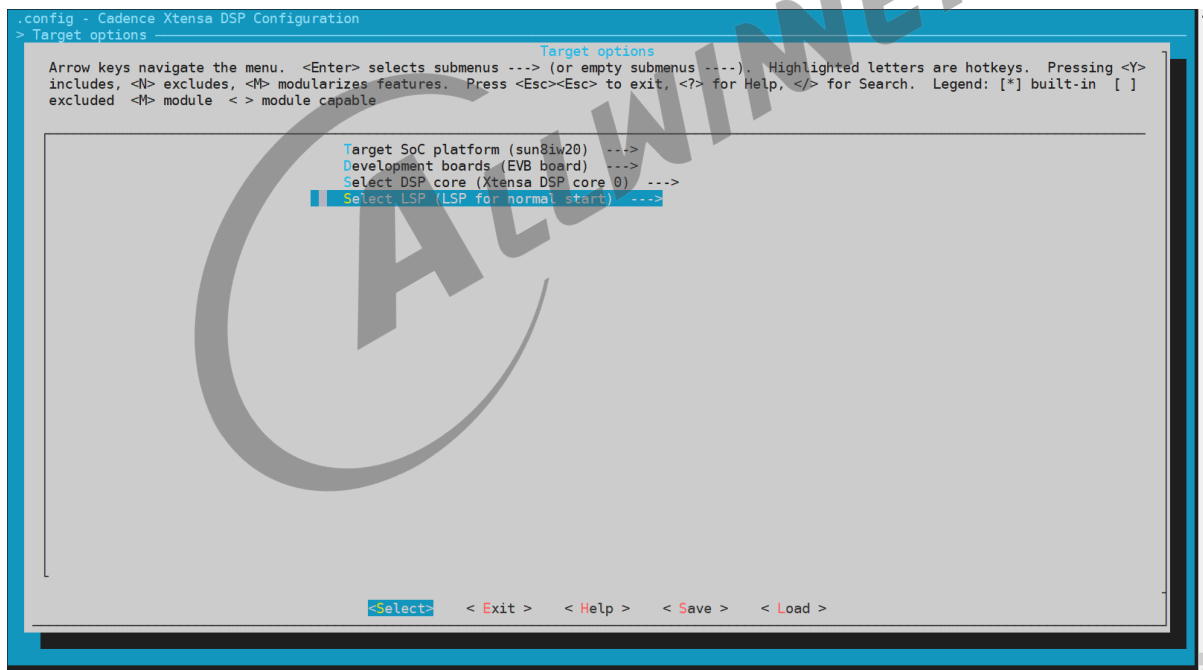 .config - Cadence Xtensa DSP Configuration
> Target options
Target options
Arrow keys navigate the menu.  <Enter> selects submenus ---> (or empty submenus ----).  Highlighted letters are hotkeys.  Pressing <Y>
includes, <N> excludes, <M> modularizes features.  Press <Esc><Esc> to exit, <?> for Help, </> for Search.  Legend: [*] built-in  [ ]
excluded  <M> module  < > module capable
Target SoC platform (sun8iw20)  --->
Development boards (EVB board)  --->
Select DSP core (Xtensa DSP core 0)  --->
Select LSP (LSP for normal start)  --->
<Select>    < Exit >    < Help >    < Save >    < Load >
ALLWINNE